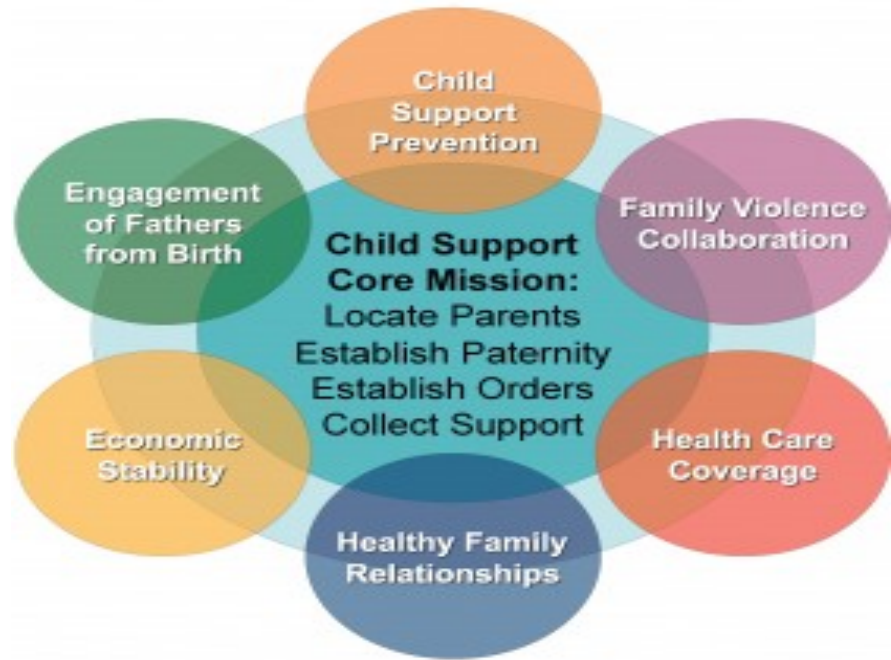 Child
Support
Prevention
Engagement
of Fathers
from Birth
Family Violence
Collaboration
Child Support
Core Mission:
Locate Parents
Establish Paternity
Establish Orders
Collect Support
Economic
Stability
Health Care
Coverage
Healthy Family
Relationships